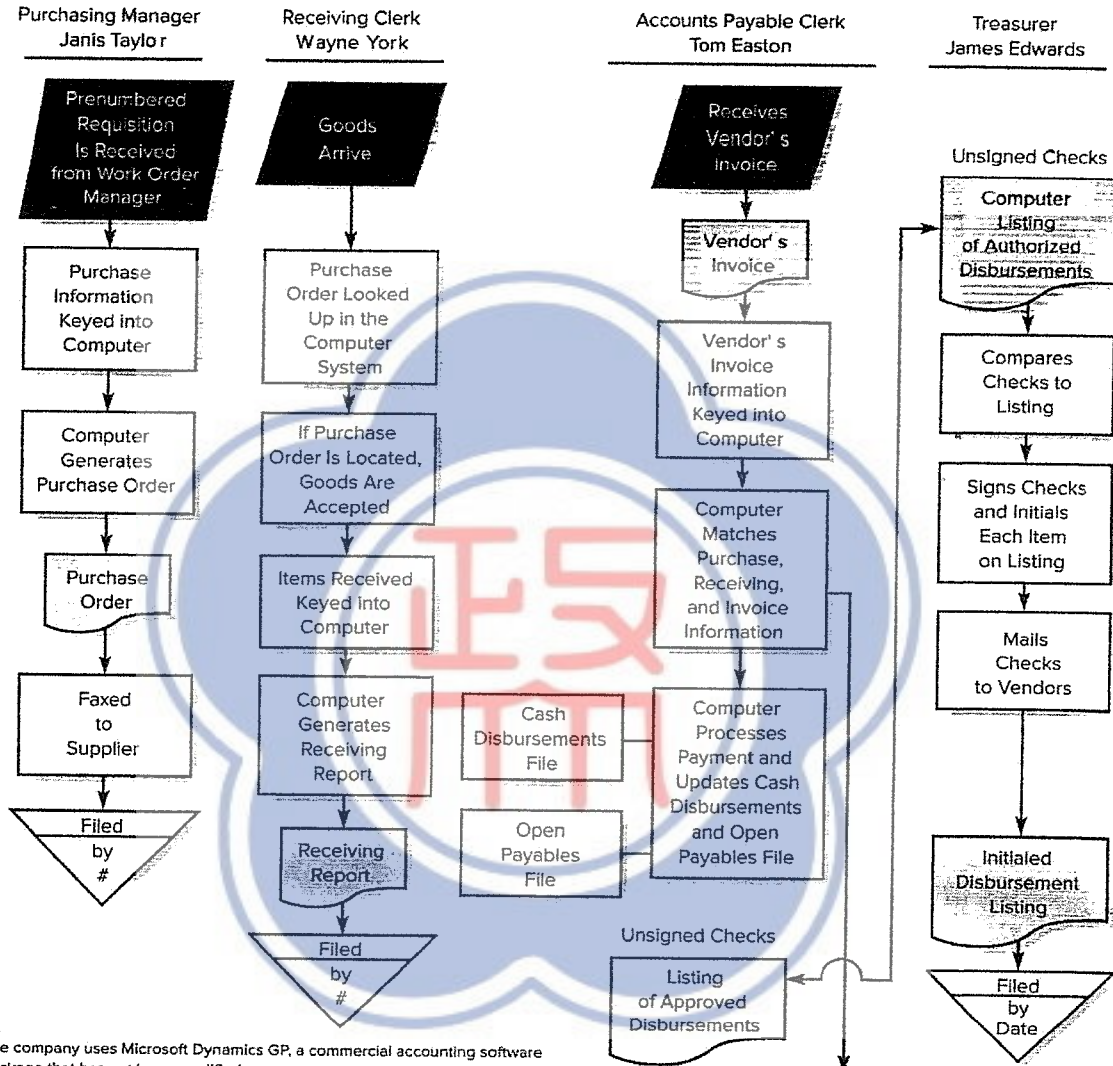 Purchasing Manager
Janis Taylor
Receiving Clerk
Wayne York
Accounts Payable Clerk
Tom Easton
Treasurer
James Edwards
Prenumbered
Requisition
Is Received
from Work Order
Manager
Purchase
Information
Keyed into
Computer
Computer
Generates
Purchase Order
Purchase
Order
Faxed
to
Supplier
Filed
by
#
Goods
Arrive
Purchase
Order Looked
Up in the
Computer
System
If Purchase
Order Is Located,
Goods Are
Accepted
Items Received
Keyed into
Computer
Computer
Generates
Receiving
Report
Receiving
Report
Filed
by
#
Receives
Vendor's
Invoice
Vendor's
Invoice
Vendor's
Invoice
Information
Keyed into
Computer
Computer
Matches
Purchase,
Receiving,
and Invoice
Information
Cash
Disbursements
File
Open
Payables
File
Computer
Processes
Payment and
Updates Cash
Disbursements
and Open
Payables File
Unsigned Checks
Listing
of Approved
Disbursements
Unsigned Checks
Computer
Listing
of Authorized
Disbursements
Compares
Checks to
Listing
Signs Checks
and Initials
Each Item
on Listing
Mails
Checks
to Vendors
Initialed
Disbursement
Listing
Filed
by
Date
e company uses Microsoft Dynamics GP, a commercial accounting software